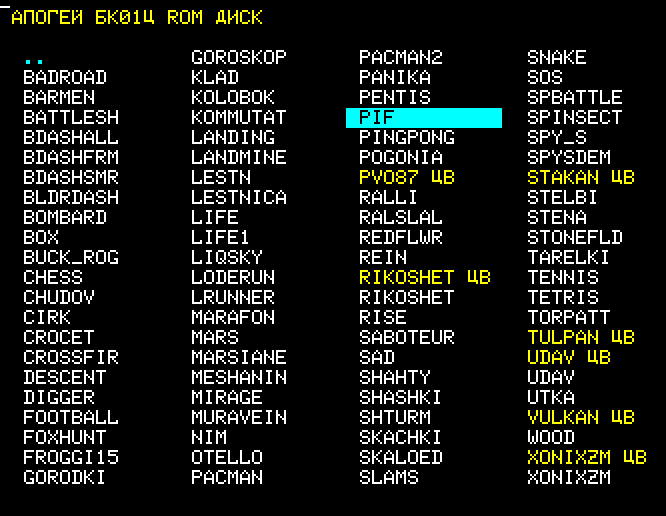 АПОГЕЙ БК01Ц ROM ДИСК
.. GOROSKOP PACMAN2 SNAKE
BADROAD KLAD PANIKA SOS
BARMEN KOLOBOK PENTIS SPBATTLE
BATTLESH KOMMUTAT PIF SPINSECT
BDASHALL LANDING PINGPONG SPY_S
BDASHFRM LANDMINE POGONIA SPYSDEM
BDASHSMR LESTN PVO87 ЦВ STAKAN ЦВ
BLDRDASH LESTNICA RALLI STELBI
BOMBARD LIFE RALSLAL STENA
BOX LIFE1 REDFLWR STONEFLD
BUCK_ROG LIQSKY REIN TARELKI
CHESS LODERUN RIKOSHET ЦВ TENNIS
CHUDOV LRUNNER RIKOSHET TETRIS
CIRK MARAFON RISE TORPATT
CROCET MARS SABOTEUR TULPAN ЦВ
CROSSFIR MARSIANE SAD UDAV ЦВ
DESCENT MESHANIN SHAHTY UDAV
DIGGER MIRAGE SHASHKI UTKA
FOOTBALL MURAVEIN SHTURM VULKAN ЦВ
FOXHUNT NIM SKACHKI WOOD
FROGGI15 OTELLO SKALOED XONIXZM ЦВ
GORODKI PACMAN SLAMS XONIXZM